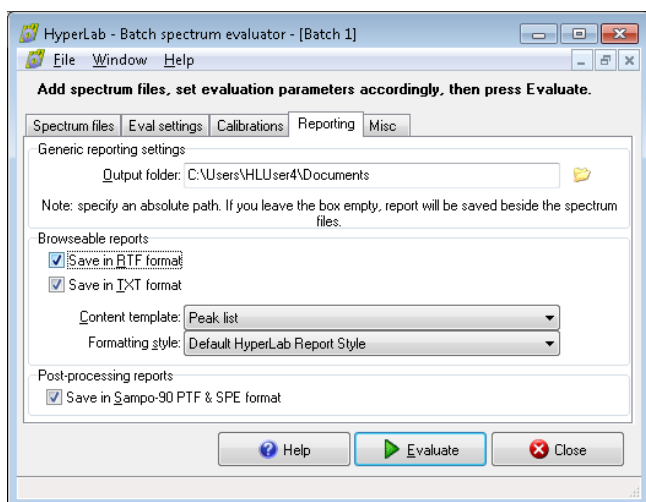 HyperLab - Batch spectrum evaluator - [Batch 1]
File Window Help
Add spectrum files, set evaluation parameters accordingly, then press Evaluate.
Spectrum files Eval settings Calibrations Reporting Misc
Generic reporting settings
Output folder: C:\Users\HLUser4\Documents
Note: specify an absolute path. If you leave the box empty, report will be saved beside the spectrum
files.
Browseable reports
Save in RTF format
Save in TXT format
Content template: Peak list
Formatting style: Default HyperLab Report Style
Post-processing reports
Save in Sampo-90 PTF & SPE format
Help Evaluate Close